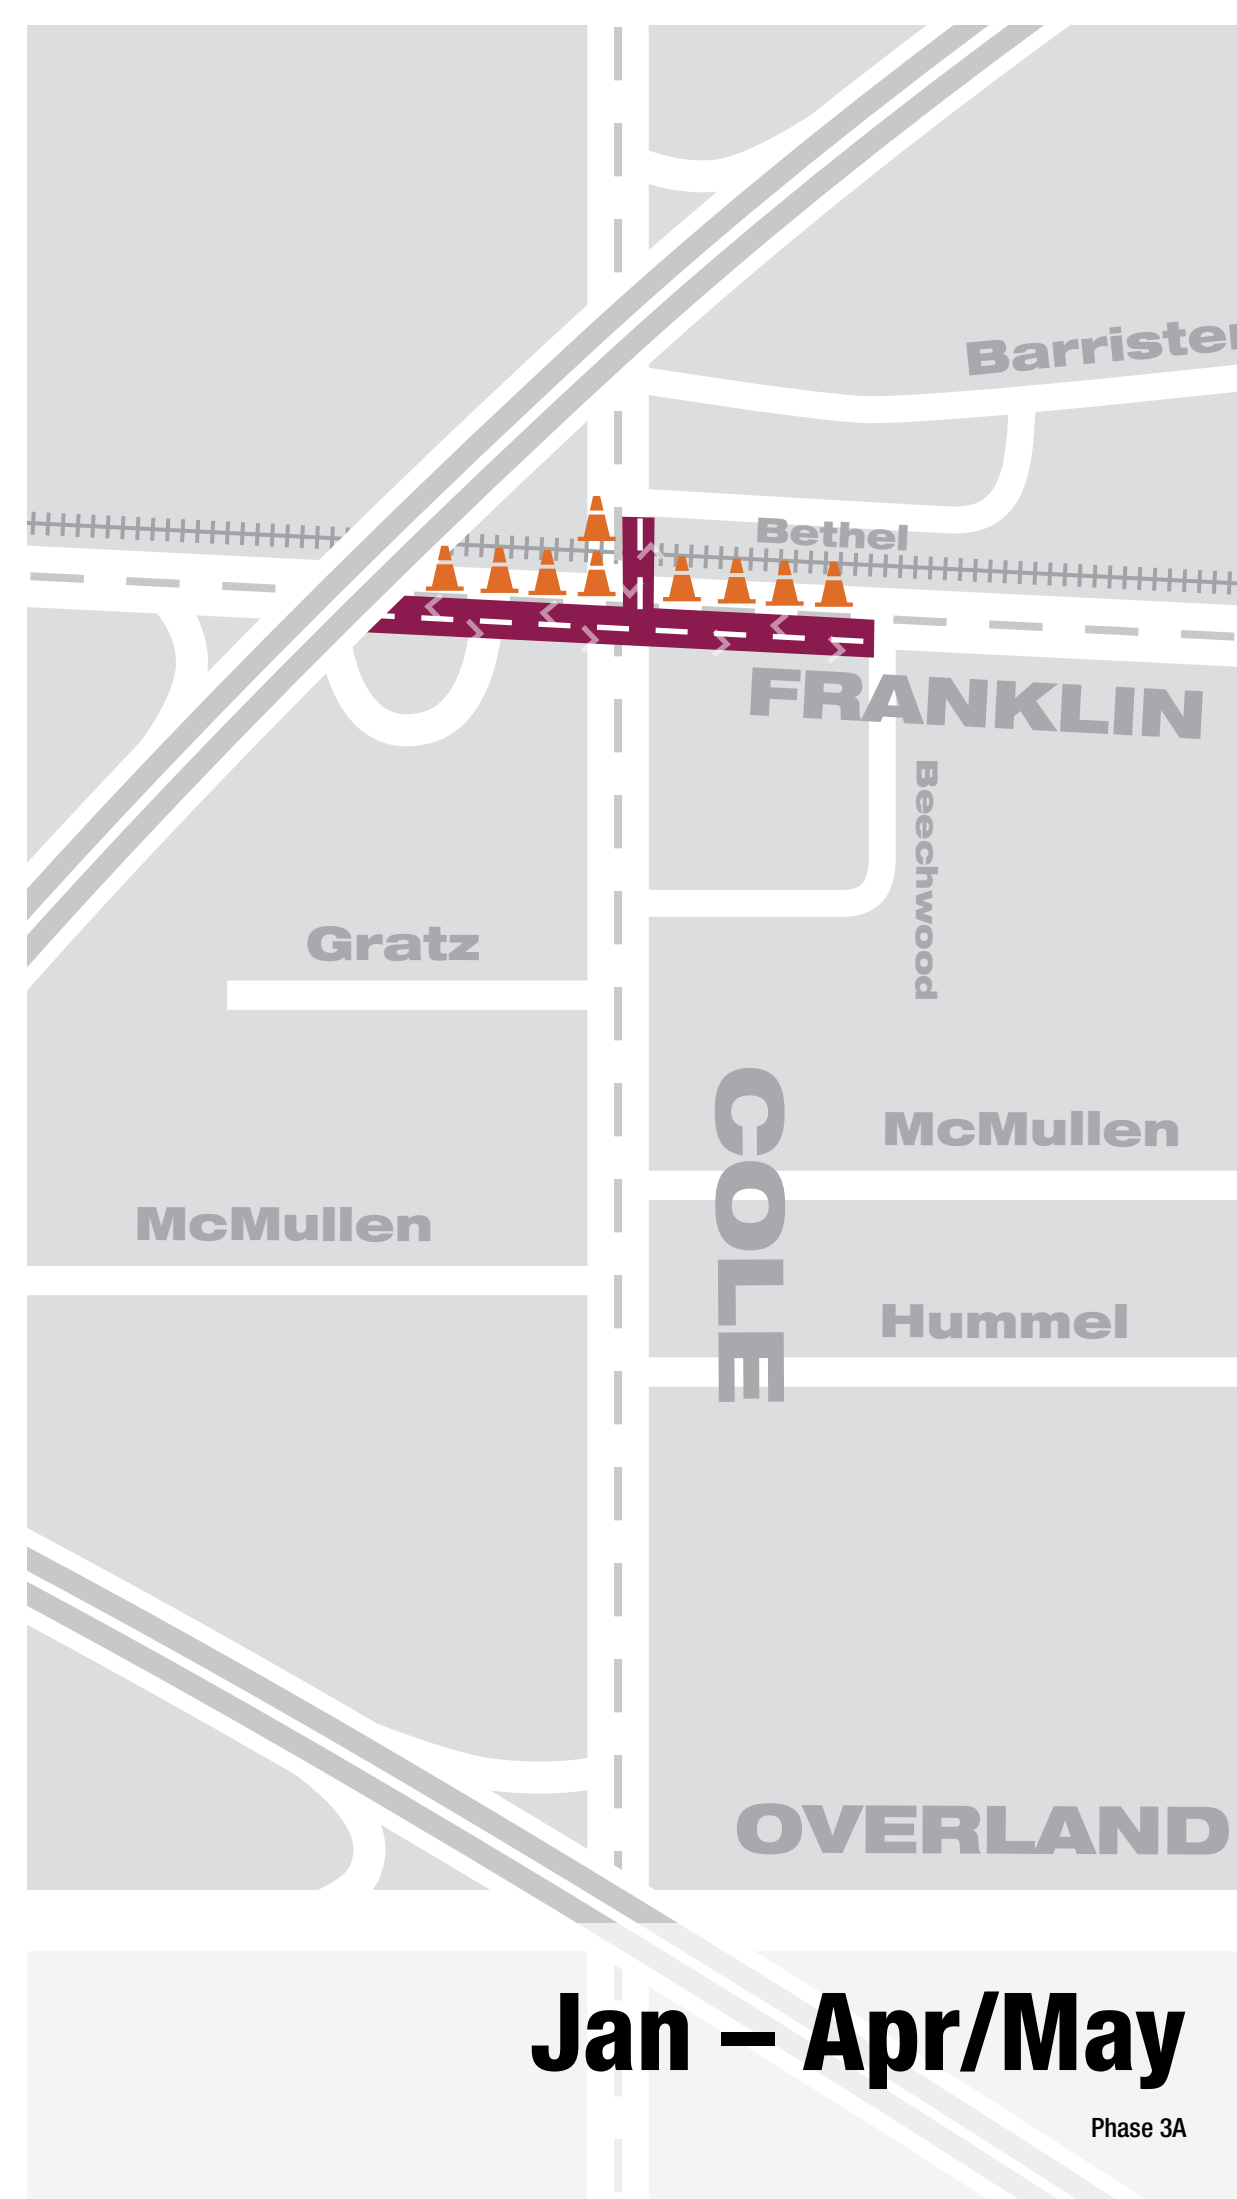 Barrister
Bethel
FRANKLIN
Beechwood
Gratz
COLE
McMullen
McMullen
Hummel
OVERLAND
Jan – Apr/May
Phase 3A